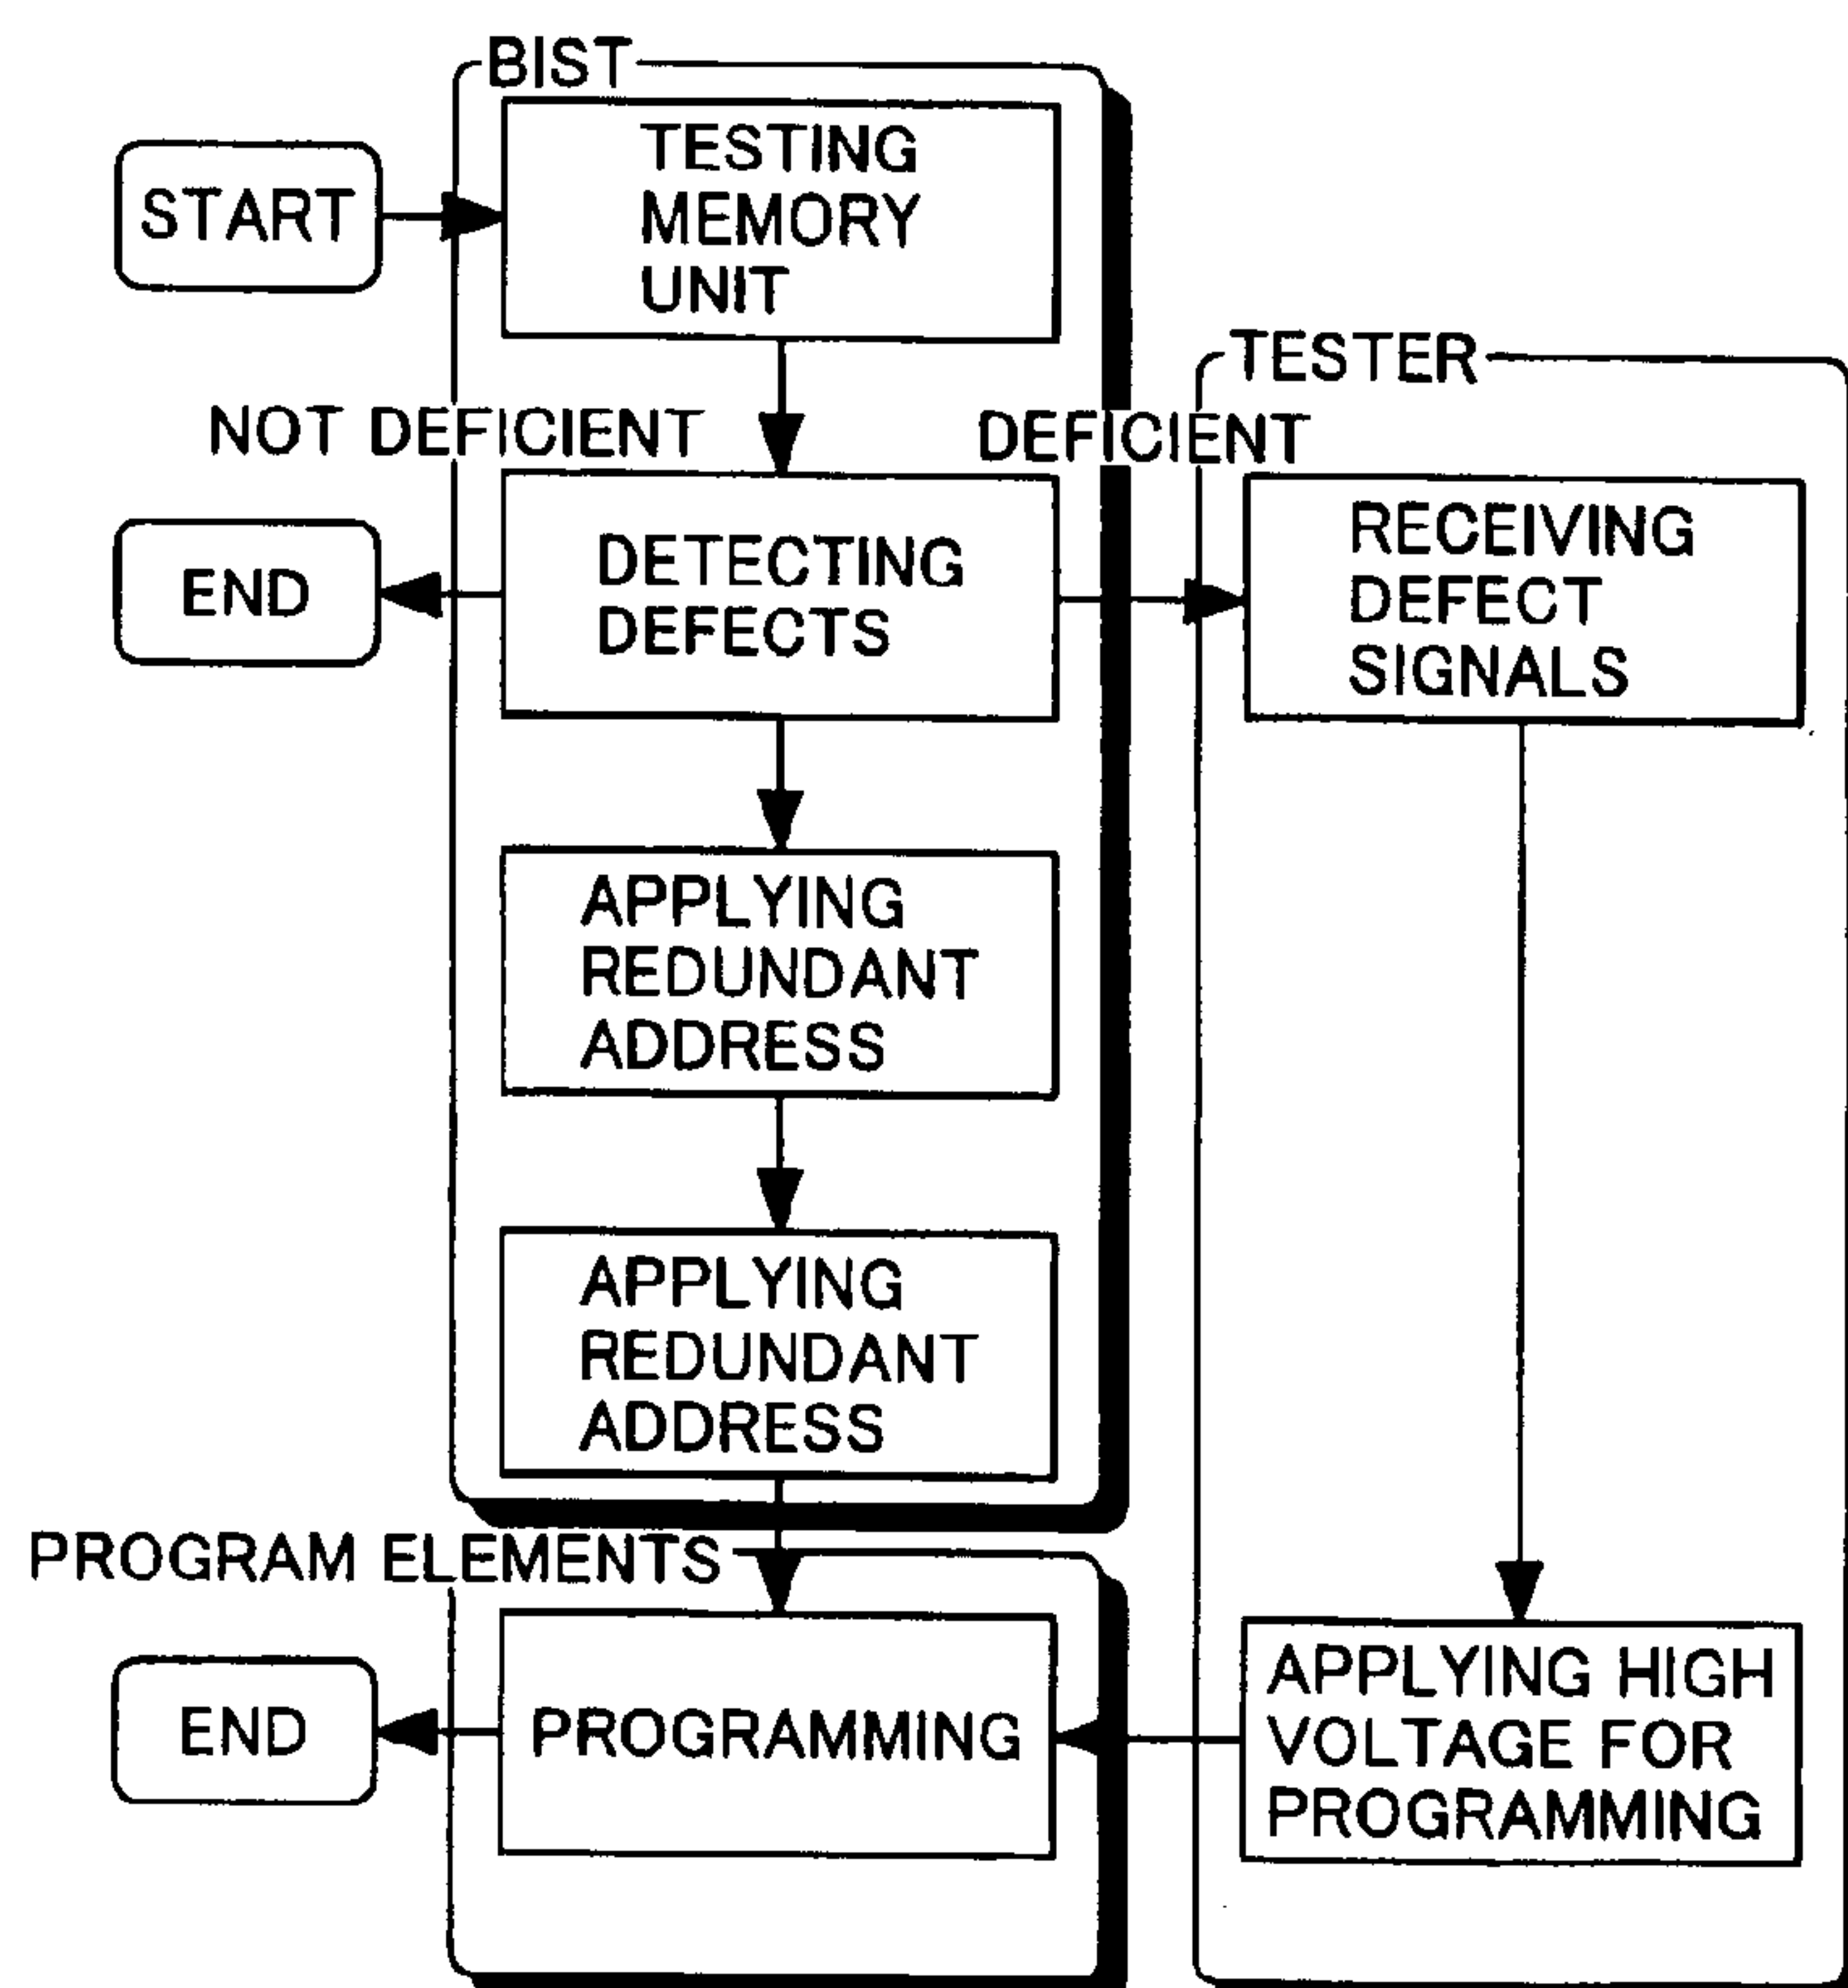 BIST
START
TESTING
MEMORY
UNIT
TESTER
NOT DEFICIENT
DEFICIENT
END
DETECTING
DEFECTS
RECEIVING
DEFECT
SIGNALS
APPLYING
REDUNDANT
ADDRESS
APPLYING
REDUNDANT
ADDRESS
PROGRAM ELEMENTS
END
PROGRAMMING
APPLYING HIGH
VOLTAGE FOR
PROGRAMMING